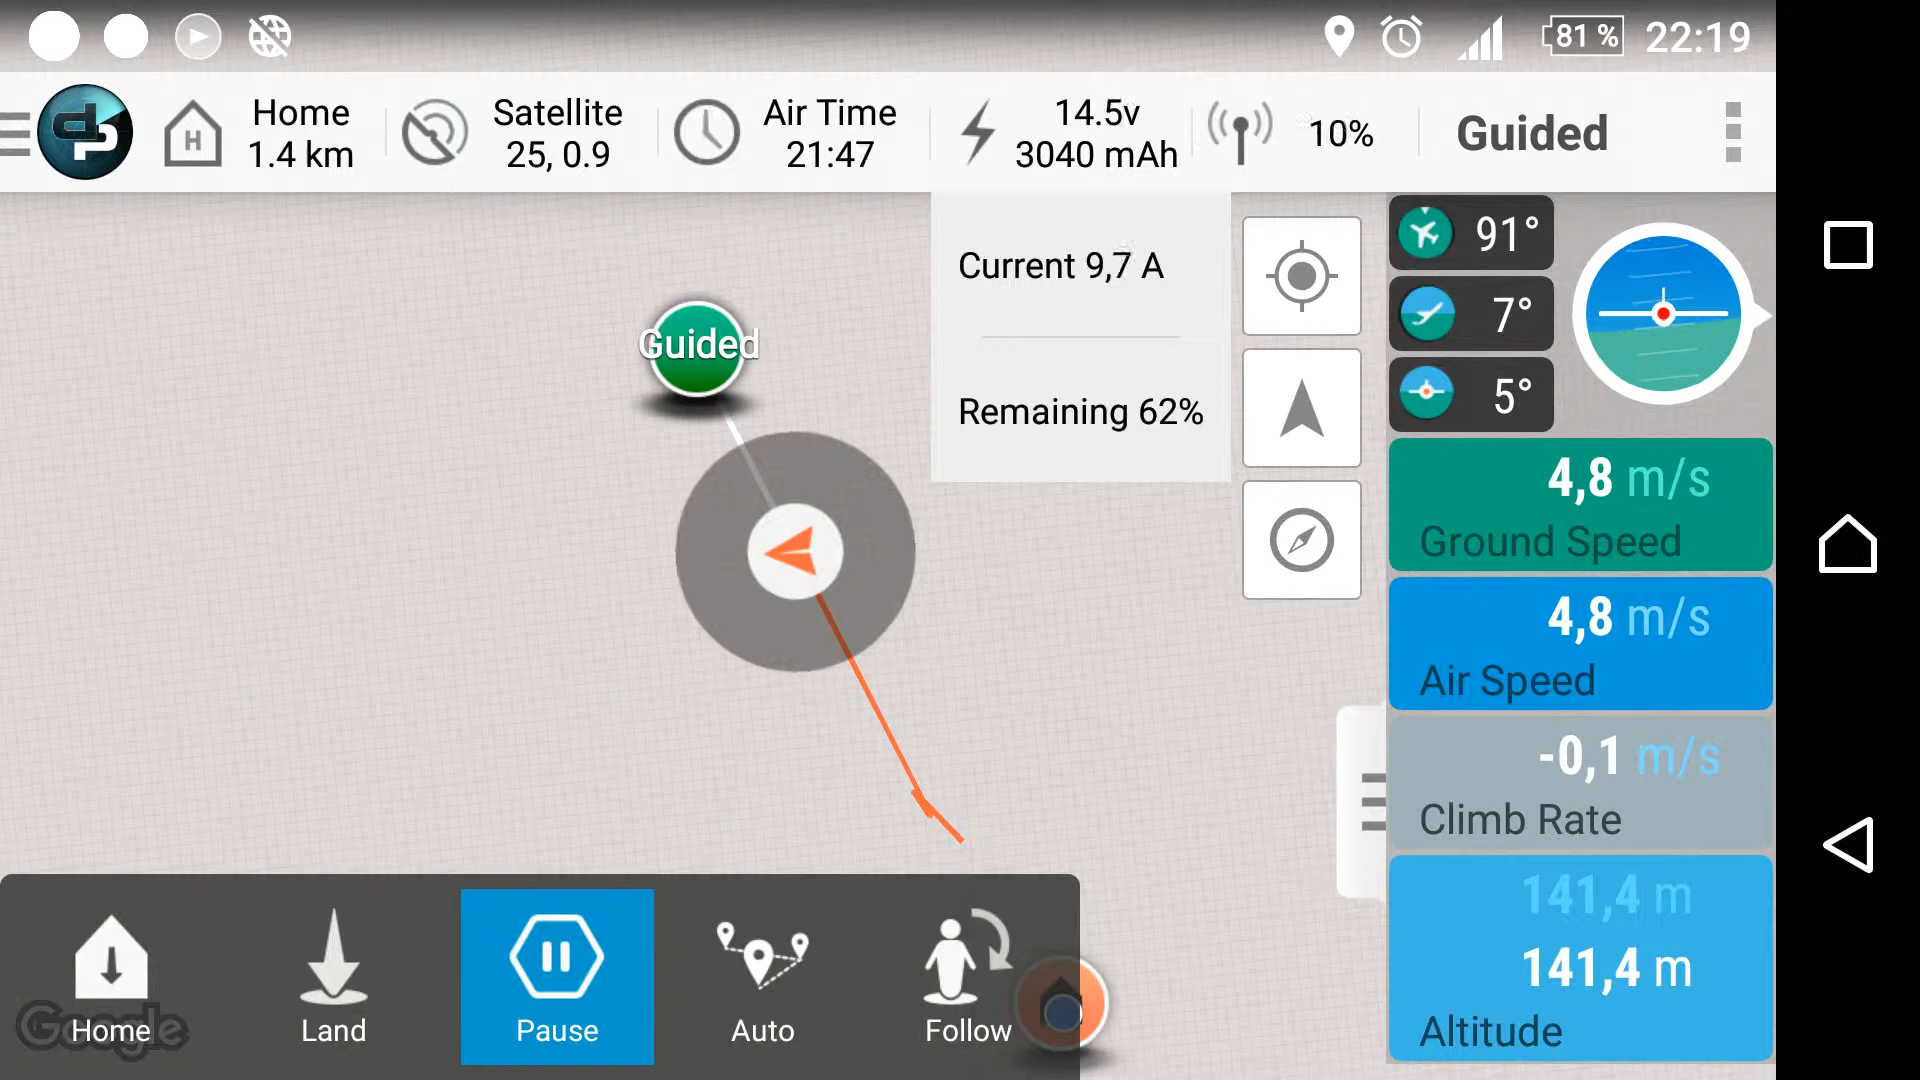 81 %
22:19
Home
1.4 km
Satellite
25, 0.9
Air Time
21:47
14.5v
3040 mAh
10%
Guided
Current 9,7 A
Remaining 62%
Guided
91°
7°
5°
4,8 m/s
Ground Speed
4,8 m/s
Air Speed
-0,1 m/s
Climb Rate
141,4 m
141,4 m
Altitude
Home
Land
Pause
Auto
Follow
Google
H